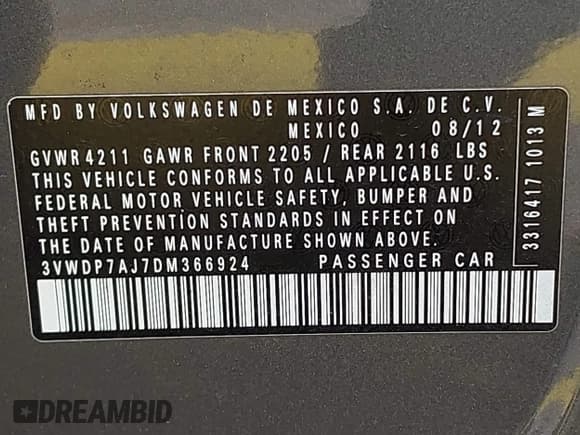 MFD BY VOLKSWAGEN DE MEXICO S.A. DE C.V.
MEXICO 08/12
GVWR 4211 GAWR FRONT 2205 / REAR 2116 LBS
THIS VEHICLE CONFORMS TO ALL APPLICABLE U.S.
FEDERAL MOTOR VEHICLE SAFETY, BUMPER AND
THEFT PREVENTION STANDARDS IN EFFECT ON
THE DATE OF MANUFACTURE SHOWN ABOVE.
3VWDP7AJ7DM366924 PASSENGER CAR
3316417 1013 M
DREAMBID